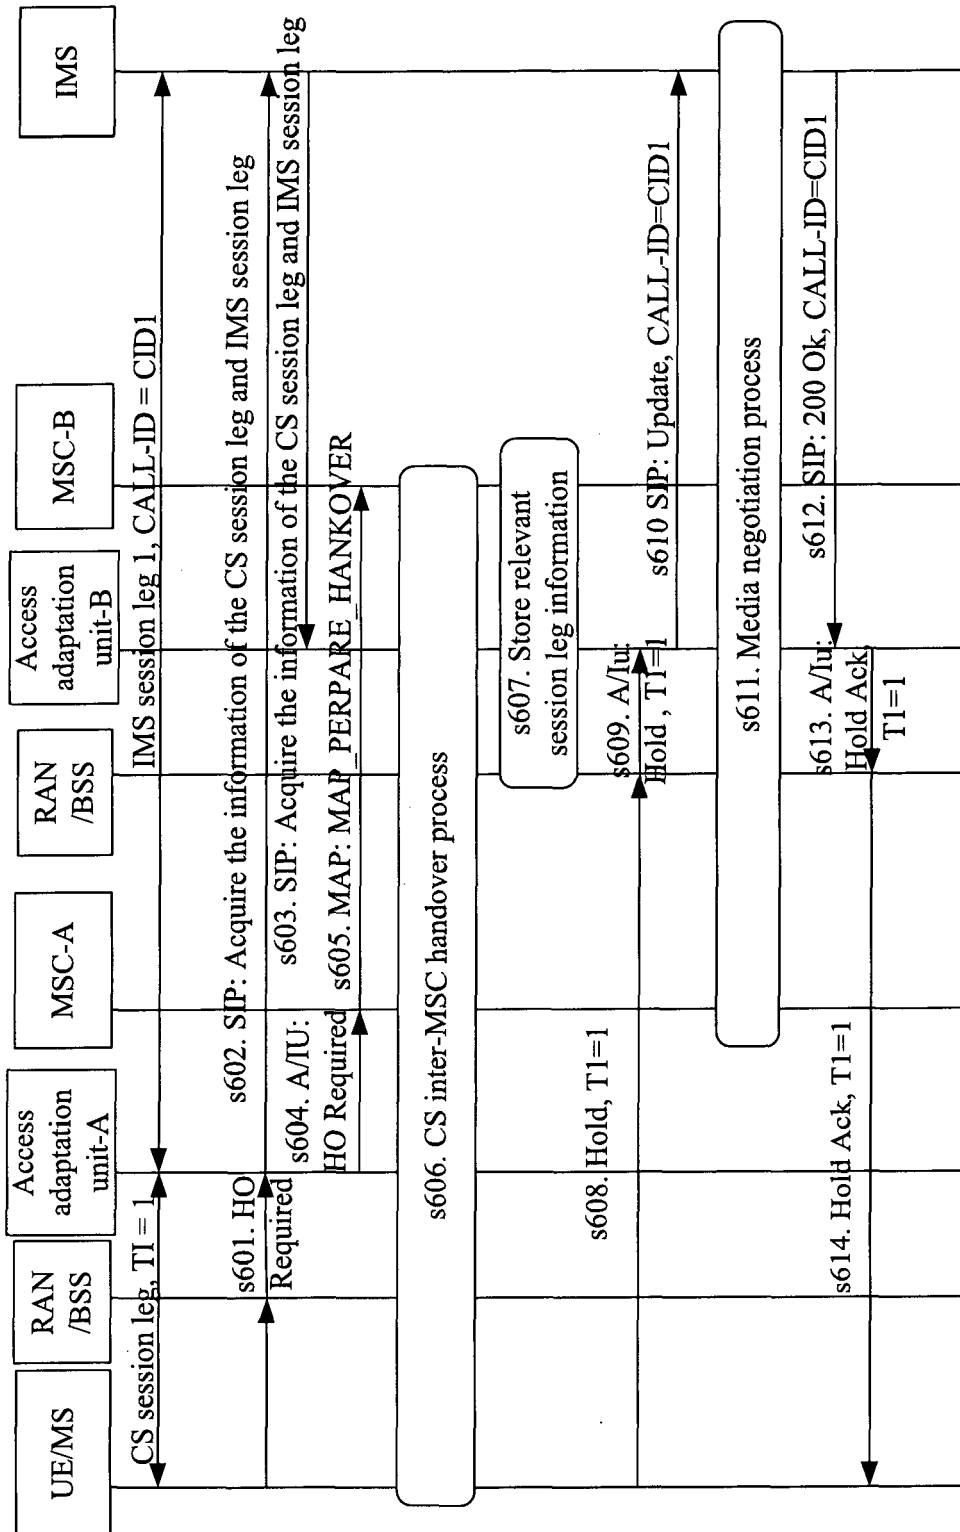 UE/MS
RAN
/BSS
Access
adaptation
unit-A
MSC-A
RAN
/BSS
Access
adaptation
unit-B
MSC-B
IMS
CS session leg, TI = 1
IMS session leg 1, CALL-ID = CID1
s601. HO
Required
s602. SIP: Acquire the information of the CS session leg and IMS session leg
s603. SIP: Acquire the information of the CS session leg and IMS session leg
s604. A/IU:
HO Required
s605. MAP: MAP_PERPARE_HANKOVER
s606. CS inter-MSC handover process
s607. Store relevant
session leg information
s608. Hold, T1=1
s609. A/Iu:
Hold , T1=1
s610 SIP: Update, CALL-ID=CID1
s611. Media negotiation process
s612. SIP: 200 Ok, CALL-ID=CID1
s613. A/Iu:
Hold Ack,
T1=1
s614. Hold Ack, T1=1